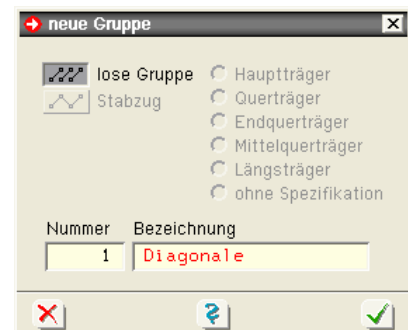 neue Gruppe
lose Gruppe
Stabzug
Hauptträger
Querträger
Endquerträger
Mittelquerträger
Längsträger
ohne Spezifikation
Nummer Bezeichnung
1 Diagonale